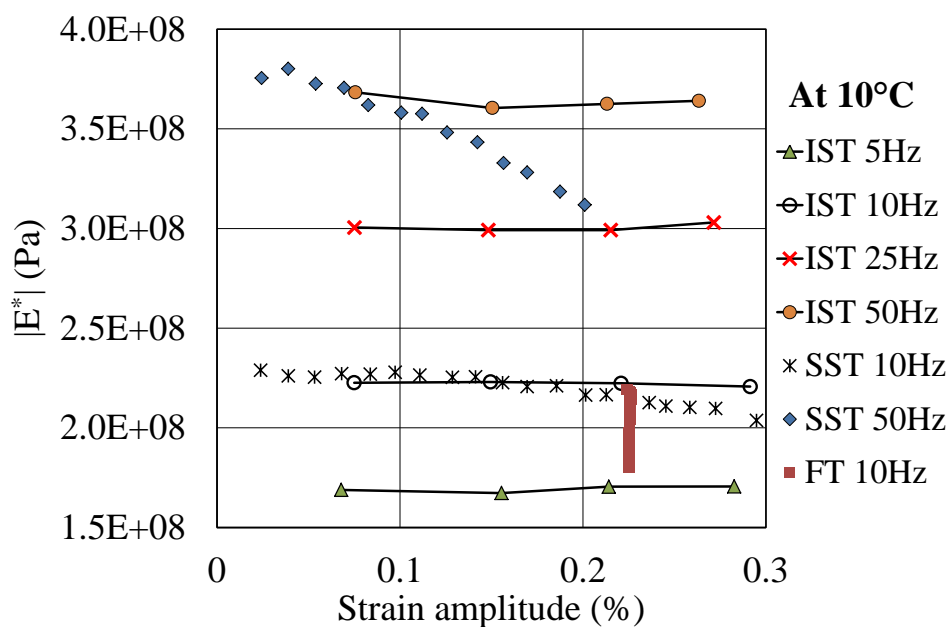 4.0E+08
3.5E+08
3.0E+08
2.5E+08
2.0E+08
1.5E+08
|E*| (Pa)
0
0.1
0.2
0.3
Strain amplitude (%)
At 10°C
IST 5Hz
IST 10Hz
IST 25Hz
IST 50Hz
SST 10Hz
SST 50Hz
FT 10Hz